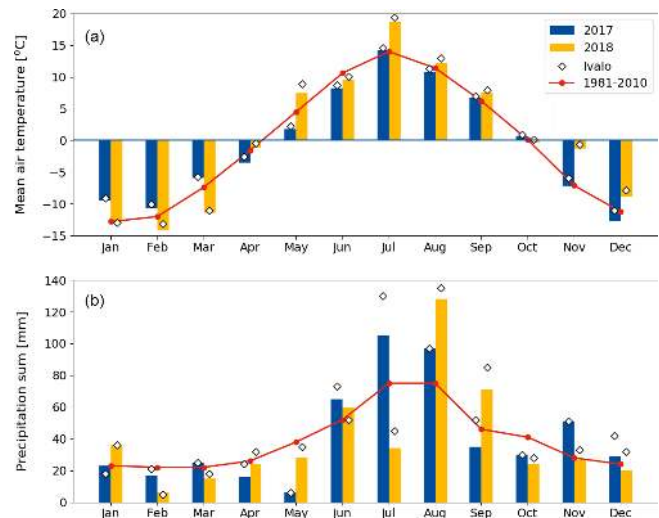 (a)
Mean air temperature [°C]
20
15
10
5
0
−5
−10
−15
2017
2018
Ivalo
1981-2010
Jan Feb Mar Apr May Jun Jul Aug Sep Oct Nov Dec
(b)
Precipitation sum [mm]
140
120
100
80
60
40
20
0
Jan Feb Mar Apr May Jun Jul Aug Sep Oct Nov Dec